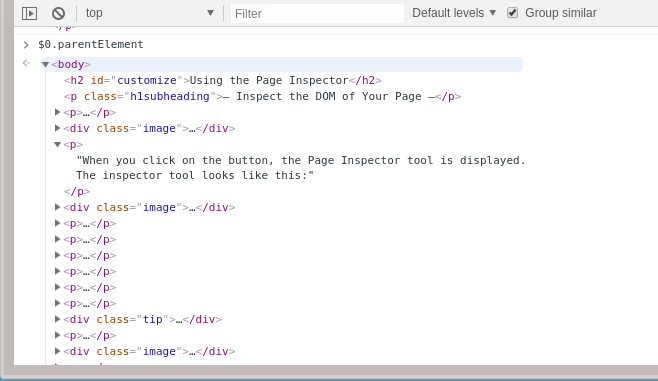 top Filter Default levels Group similar
$0.parentElement
<body>
<h2 id="customize">Using the Page Inspector</h2>
<p class="h1subheading">— Inspect the DOM of Your Page —</p>
<p>…</p>
<div class="image">…</div>
<p>
"When you click on the button, the Page Inspector tool is displayed.
The inspector tool looks like this:"
</p>
<div class="image">…</div>
<p>…</p>
<p>…</p>
<p>…</p>
<p>…</p>
<p>…</p>
<p>…</p>
<div class="tip">…</div>
<p>…</p>
<div class="image">…</div>